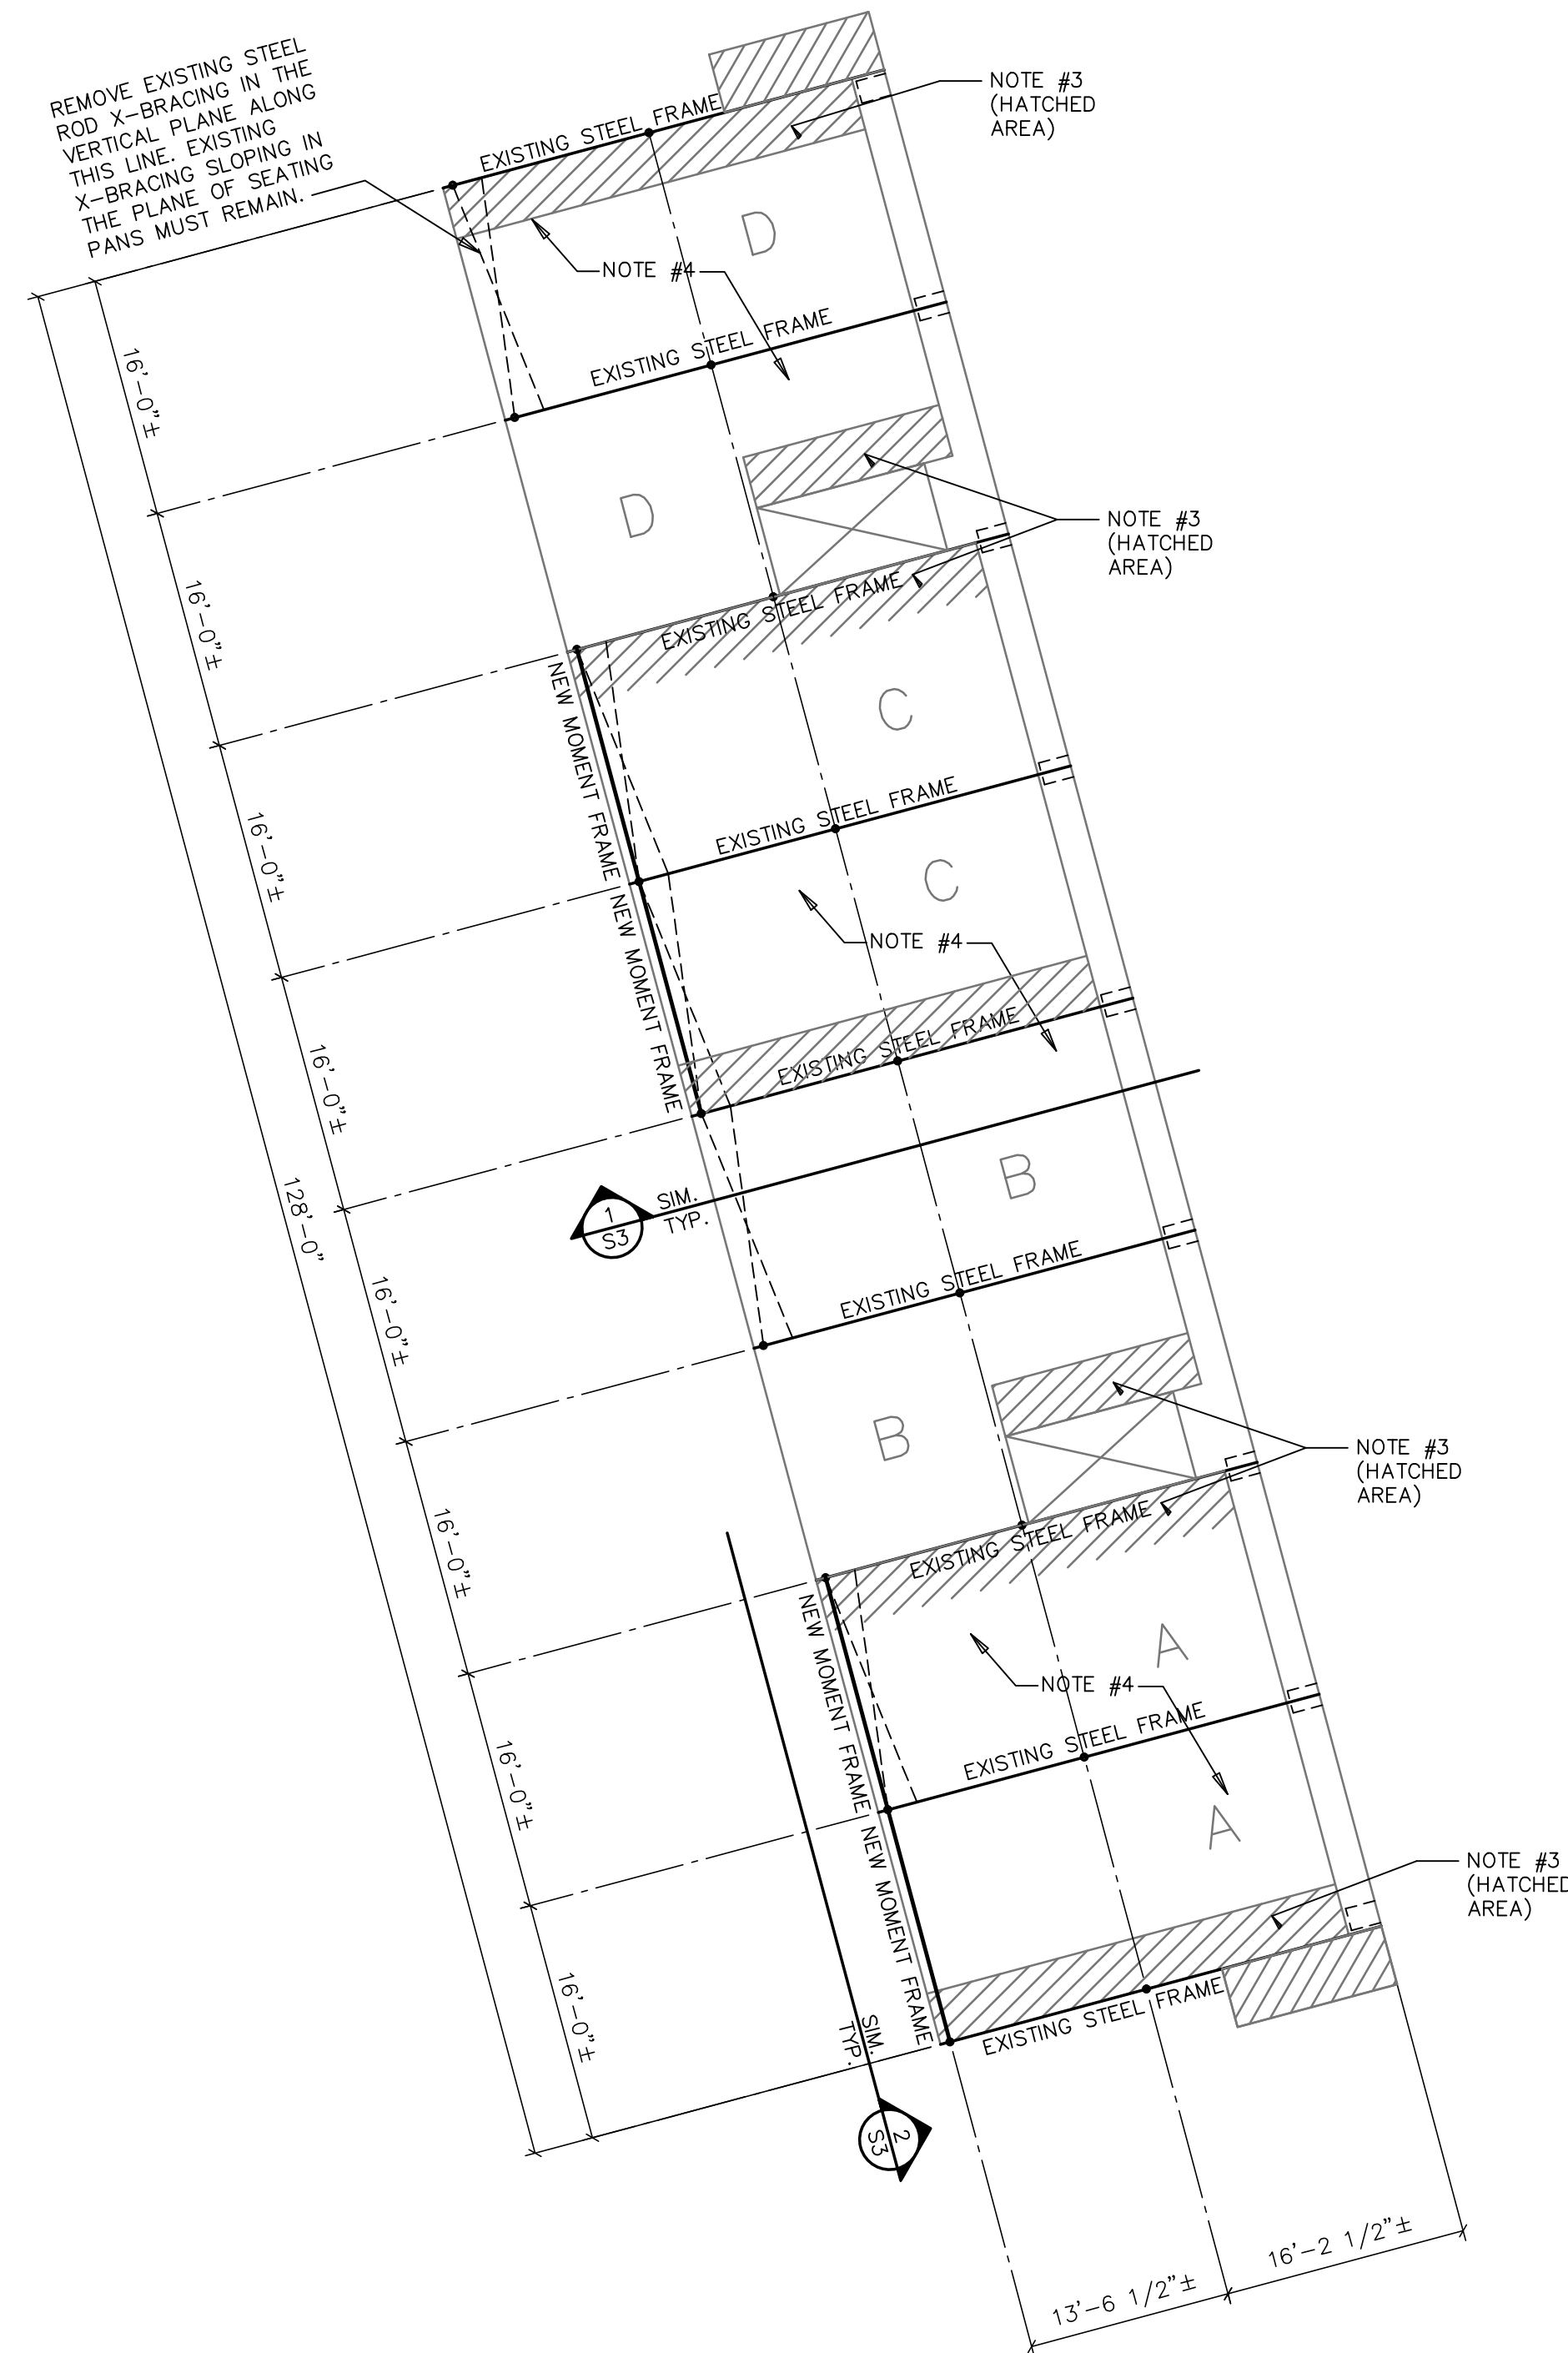 REMOVE EXISTING STEEL
ROD X-BRACING IN THE
VERTICAL PLANE ALONG
THIS LINE. EXISTING
X-BRACING SLOPING IN
THE PLANE OF SEATING
PANS MUST REMAIN.
NOTE #3
(HATCHED
AREA)
EXISTING STEEL FRAME
D
NOTE #4
EXISTING STEEL FRAME
16'-0"±
D
NOTE #3
(HATCHED
AREA)
EXISTING STEEL FRAME
16'-0"±
NEW MOMENT FRAME
C
EXISTING STEEL FRAME
16'-0"±
C
NEW MOMENT FRAME
NOTE #4
EXISTING STEEL FRAME
16'-0"±
128'-0"
B
1
S3
SIM.
TYP.
EXISTING STEEL FRAME
16'-0"±
B
NOTE #3
(HATCHED
AREA)
EXISTING STEEL FRAME
16'-0"±
NEW MOMENT FRAME
A
NOTE #4
EXISTING STEEL FRAME
16'-0"±
A
NEW MOMENT FRAME
NOTE #3
(HATCHED
AREA)
EXISTING STEEL FRAME
16'-0"±
SIM.
TYP.
2
S3
13'-6 1/2"±
16'-2 1/2"±